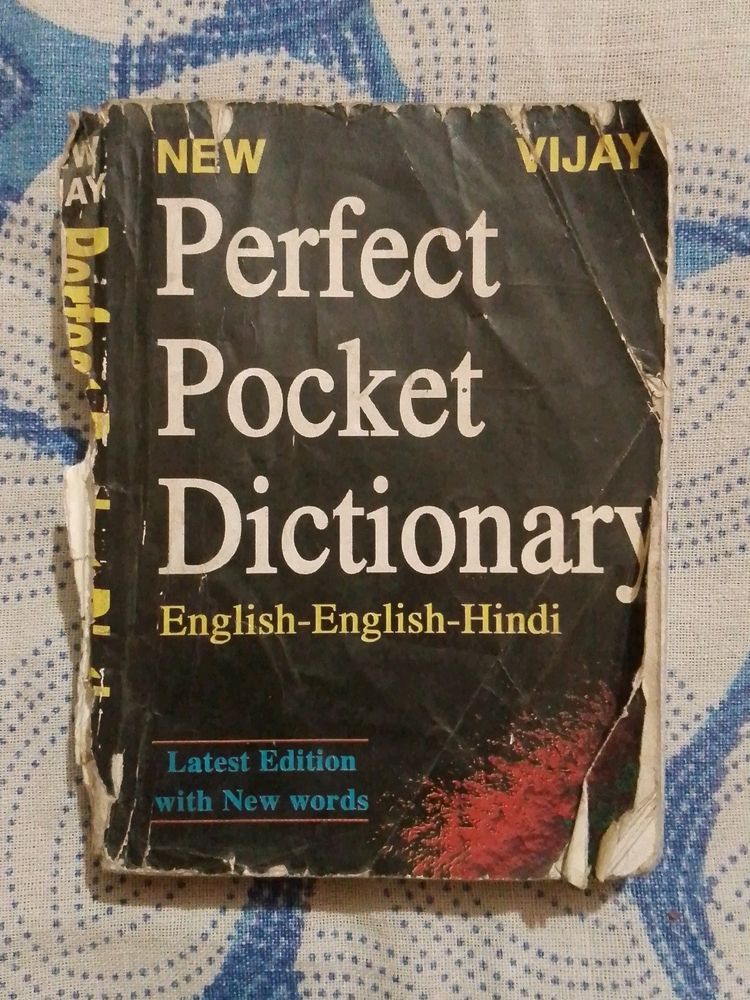 NEW VIJAY
Perfect
Pocket
Dictionary
English-English-Hindi
Latest Edition
with New words